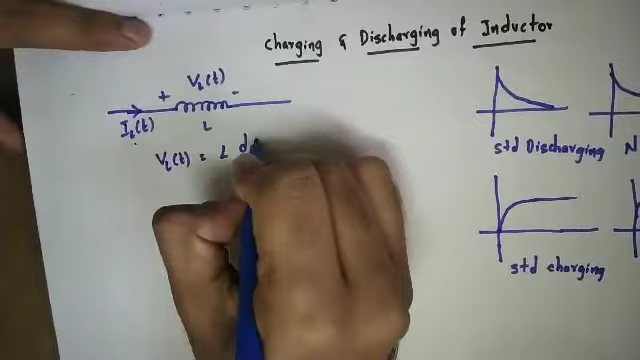 Charging & Discharging of Inductor
+ VL(t) -
IL(t)
L
VL(t) = L d
std Discharging N
std charging